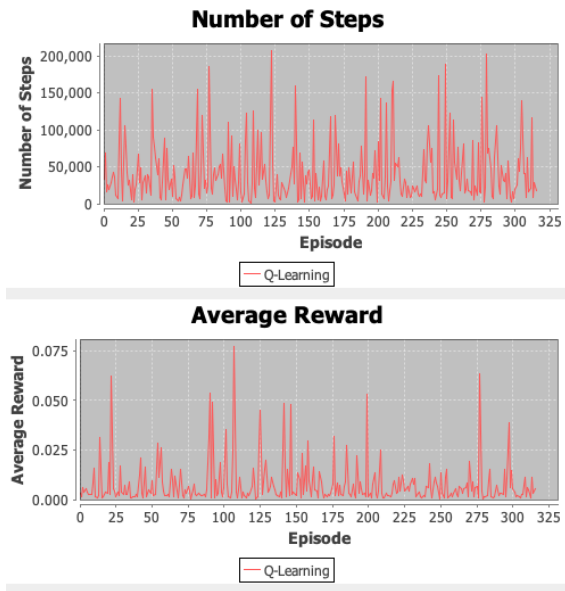 Number of Steps
Number of Steps
200,000
150,000
100,000
50,000
0
0 25 50 75 100 125 150 175 200 225 250 275 300 325
Episode
Q-Learning
Average Reward
Average Reward
0.075
0.050
0.025
0.000
0 25 50 75 100 125 150 175 200 225 250 275 300 325
Episode
Q-Learning